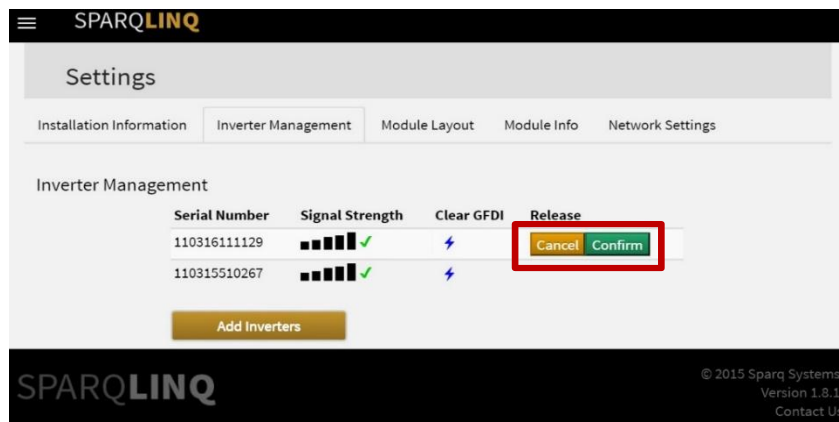 SPARQLINQ
Settings
Installation Information Inverter Management Module Layout Module Info Network Settings
Inverter Management
Serial Number Signal Strength Clear GFDI Release
110316111129 Cancel Confirm
110315510267
Add Inverters
SPARQLINQ
© 2015 Sparq Systems
Version 1.8.1
Contact Us